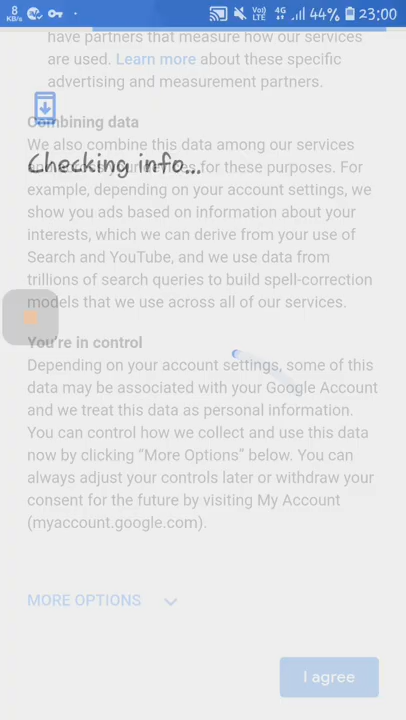 8
KB/s
Vo))
LTE
4G
44%
23:00
have partners that measure how our services
are used. Learn more about these specific
advertising and measurement partners.
Combining data
Checking info...
We also combine this data among our services
and across your devices for these purposes. For
example, depending on your account settings, we
show you ads based on information about your
interests, which we can derive from your use of
Search and YouTube, and we use data from
trillions of search queries to build spell-correction
models that we use across all of our services.
You're in control
Depending on your account settings, some of this
data may be associated with your Google Account
and we treat this data as personal information.
You can control how we collect and use this data
now by clicking "More Options" below. You can
always adjust your controls later or withdraw your
consent for the future by visiting My Account
(myaccount.google.com).
MORE OPTIONS
I agree